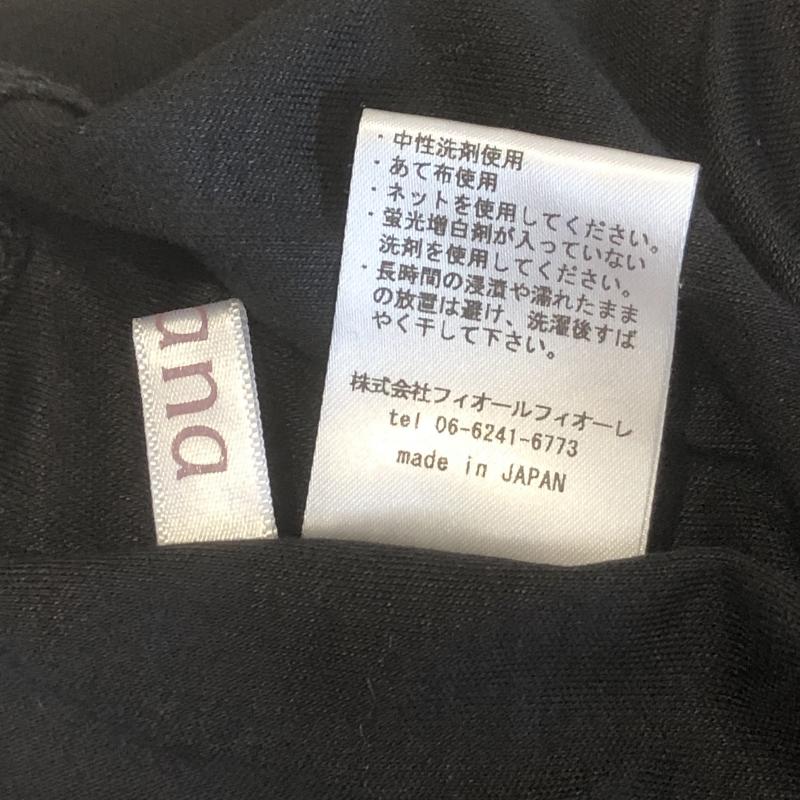 ・中性洗剤使用
・あて布使用
・ネットを使用してください。
・蛍光増白剤が入っていない
洗剤を使用してください。
・長時間の浸漬や濡れたまま
の放置は避け、洗濯後すば
やく干して下さい。
株式会社フィオールフィオーレ
tel 06-6241-6773
made in JAPAN
ana